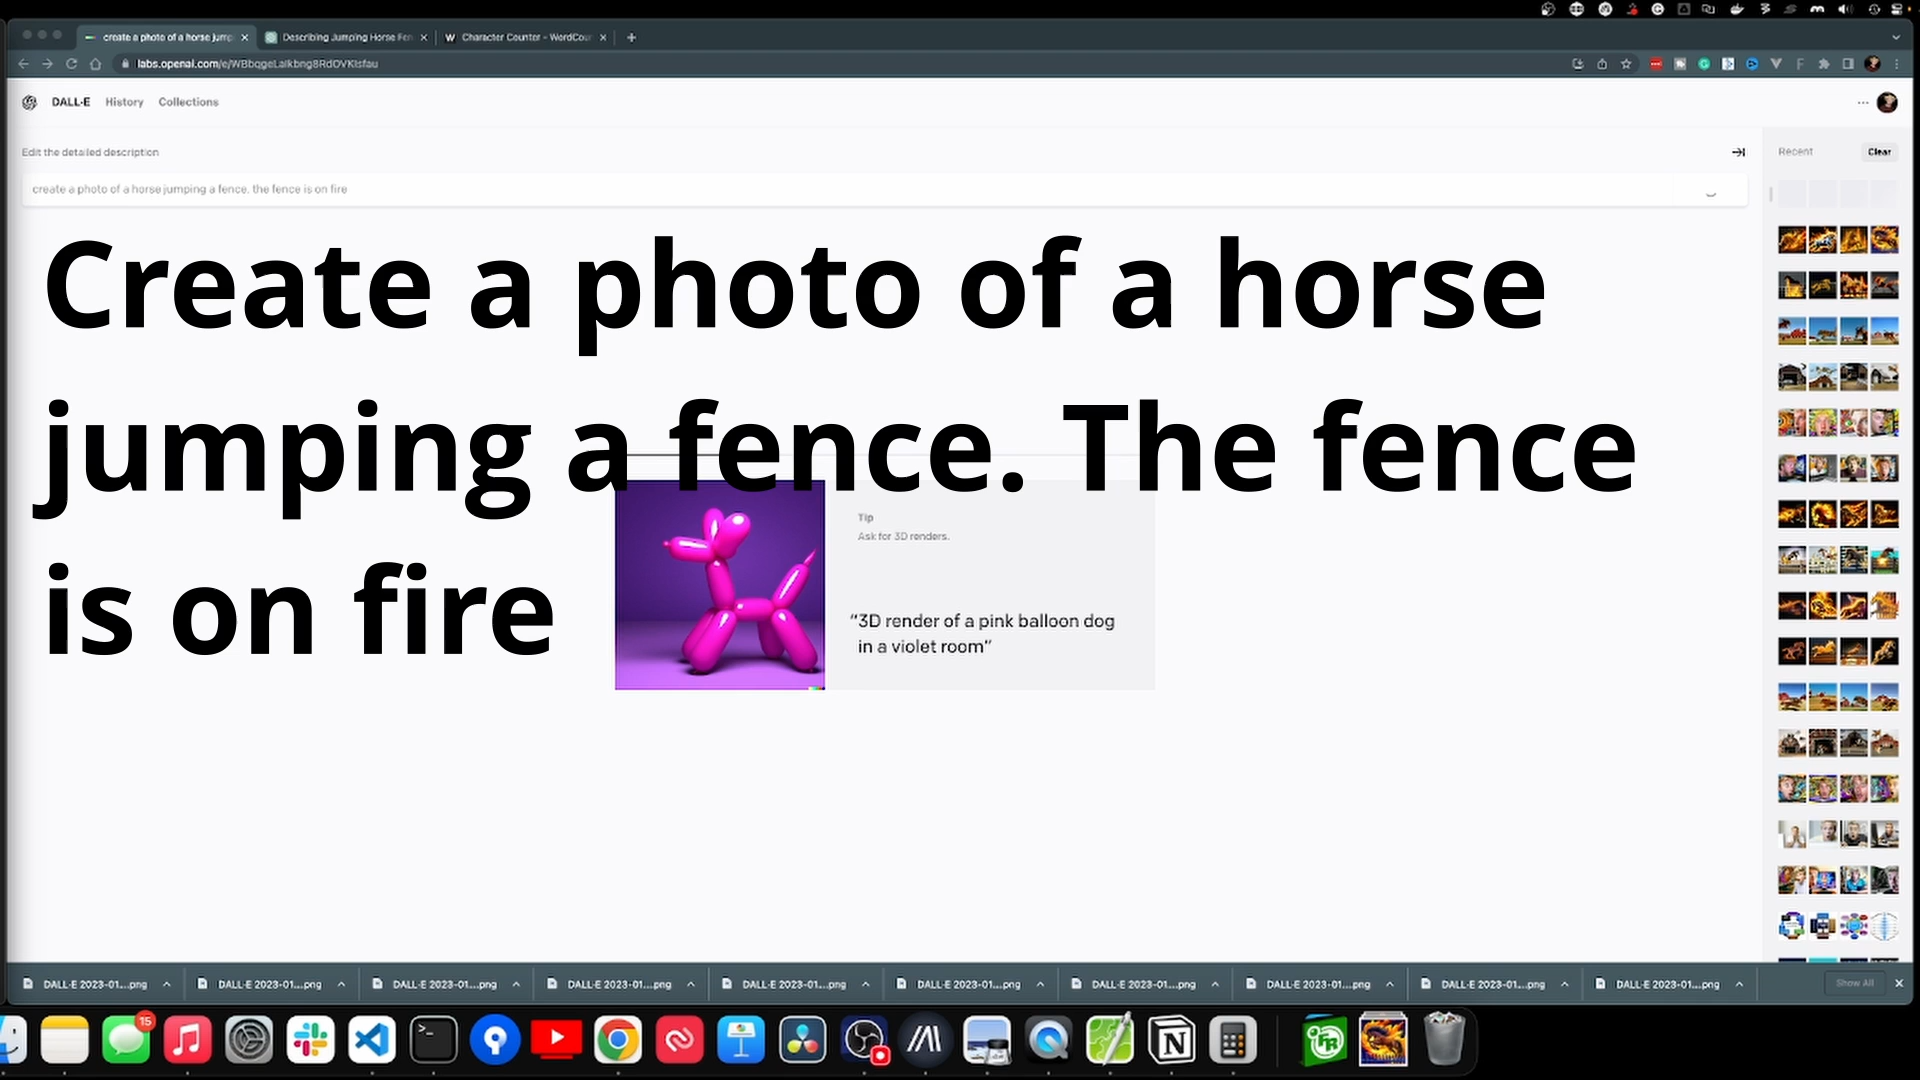 create a photo of a horse jump
Describing Jumping Horse Fen
Character Counter - WordCou
labs.openai.com/e/
DALL·E History Collections
Edit the detailed description
Recent Clear
create a photo of a horse jumping a fence. the fence is on fire
Create a photo of a horse
jumping a fence. The fence
is on fire
Tip
Ask for 3D renders.
“3D render of a pink balloon dog
in a violet room”
DALL·E 2023-01....png DALL·E 2023-01....png DALL·E 2023-01....png DALL·E 2023-01....png DALL·E 2023-01....png DALL·E 2023-01....png DALL·E 2023-01....png DALL·E 2023-01....png DALL·E 2023-01....png DALL·E 2023-01....png Show All
15